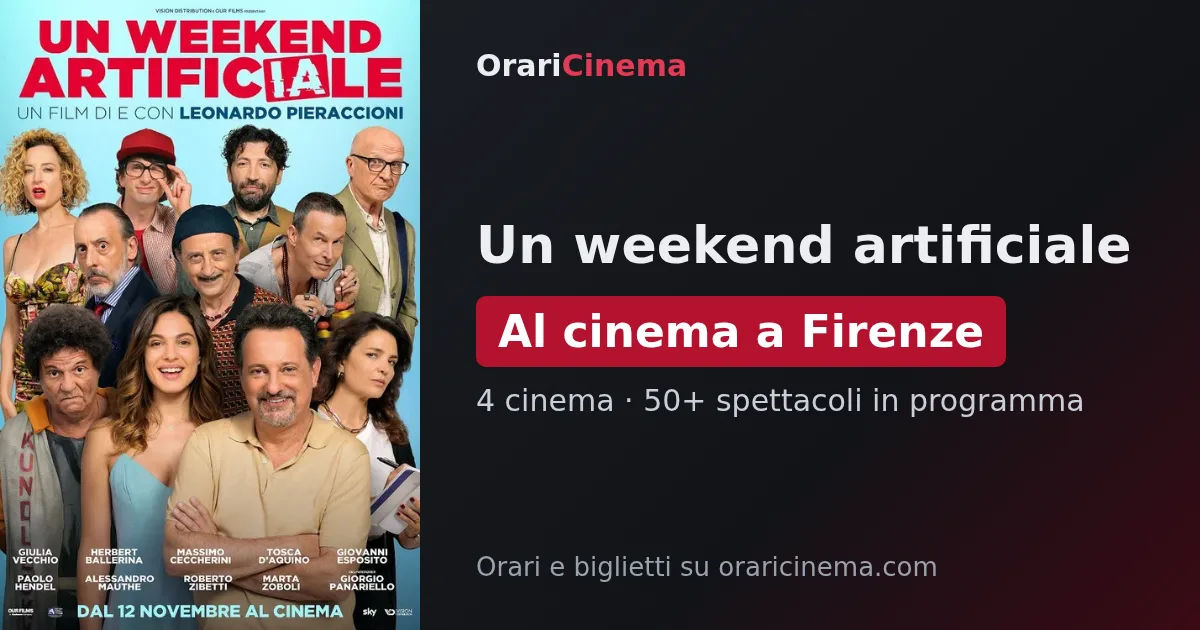 VISION DISTRIBUTION e OUR FILMS PRESENTANO
UN WEEKEND
ARTIFICIALE
UN FILM DI E CON LEONARDO PIERACCIONI
KUNDL
GIULIA VECCHIO
HERBERT BALLERINA
MASSIMO CECCHERINI
TOSCA D'AQUINO
GIOVANNI ESPOSITO
PAOLO HENDEL
ALESSANDRO MAUTHE
ROBERTO ZIBETTI
MARTA ZOBOLI
GIORGIO PANARIELLO
OUR FILMS
DAL 12 NOVEMBRE AL CINEMA
sky
VISION
OrariCinema
Un weekend artificiale
Al cinema a Firenze
4 cinema · 50+ spettacoli in programma
Orari e biglietti su oraricinema.com